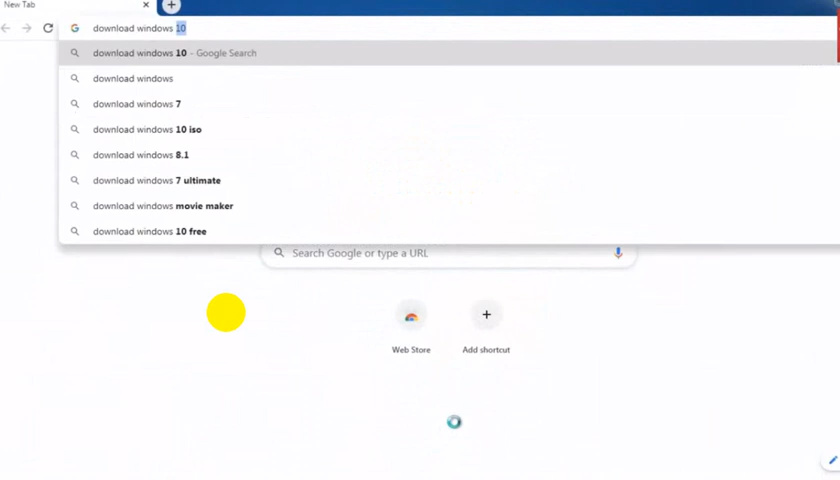 New Tab
download windows 10
download windows 10 - Google Search
download windows
download windows 7
download windows 10 iso
download windows 8.1
download windows 7 ultimate
download windows movie maker
download windows 10 free
Search Google or type a URL
Web Store
Add shortcut